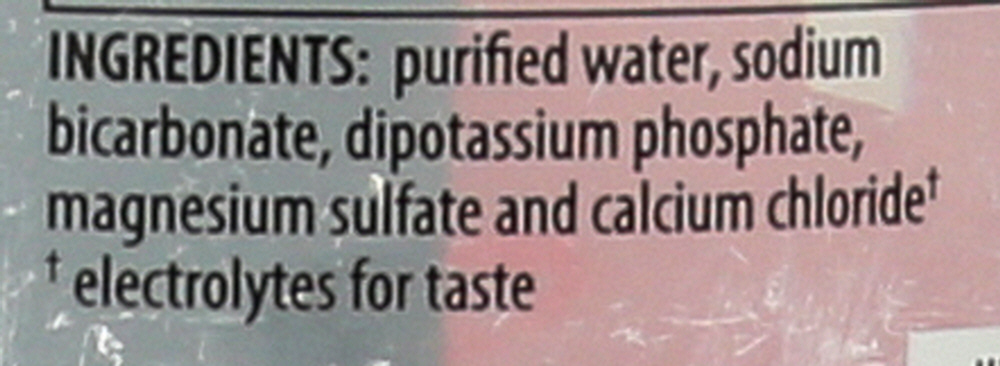 INGREDIENTS: purified water, sodium
bicarbonate, dipotassium phosphate,
magnesium sulfate and calcium chloride†
† electrolytes for taste